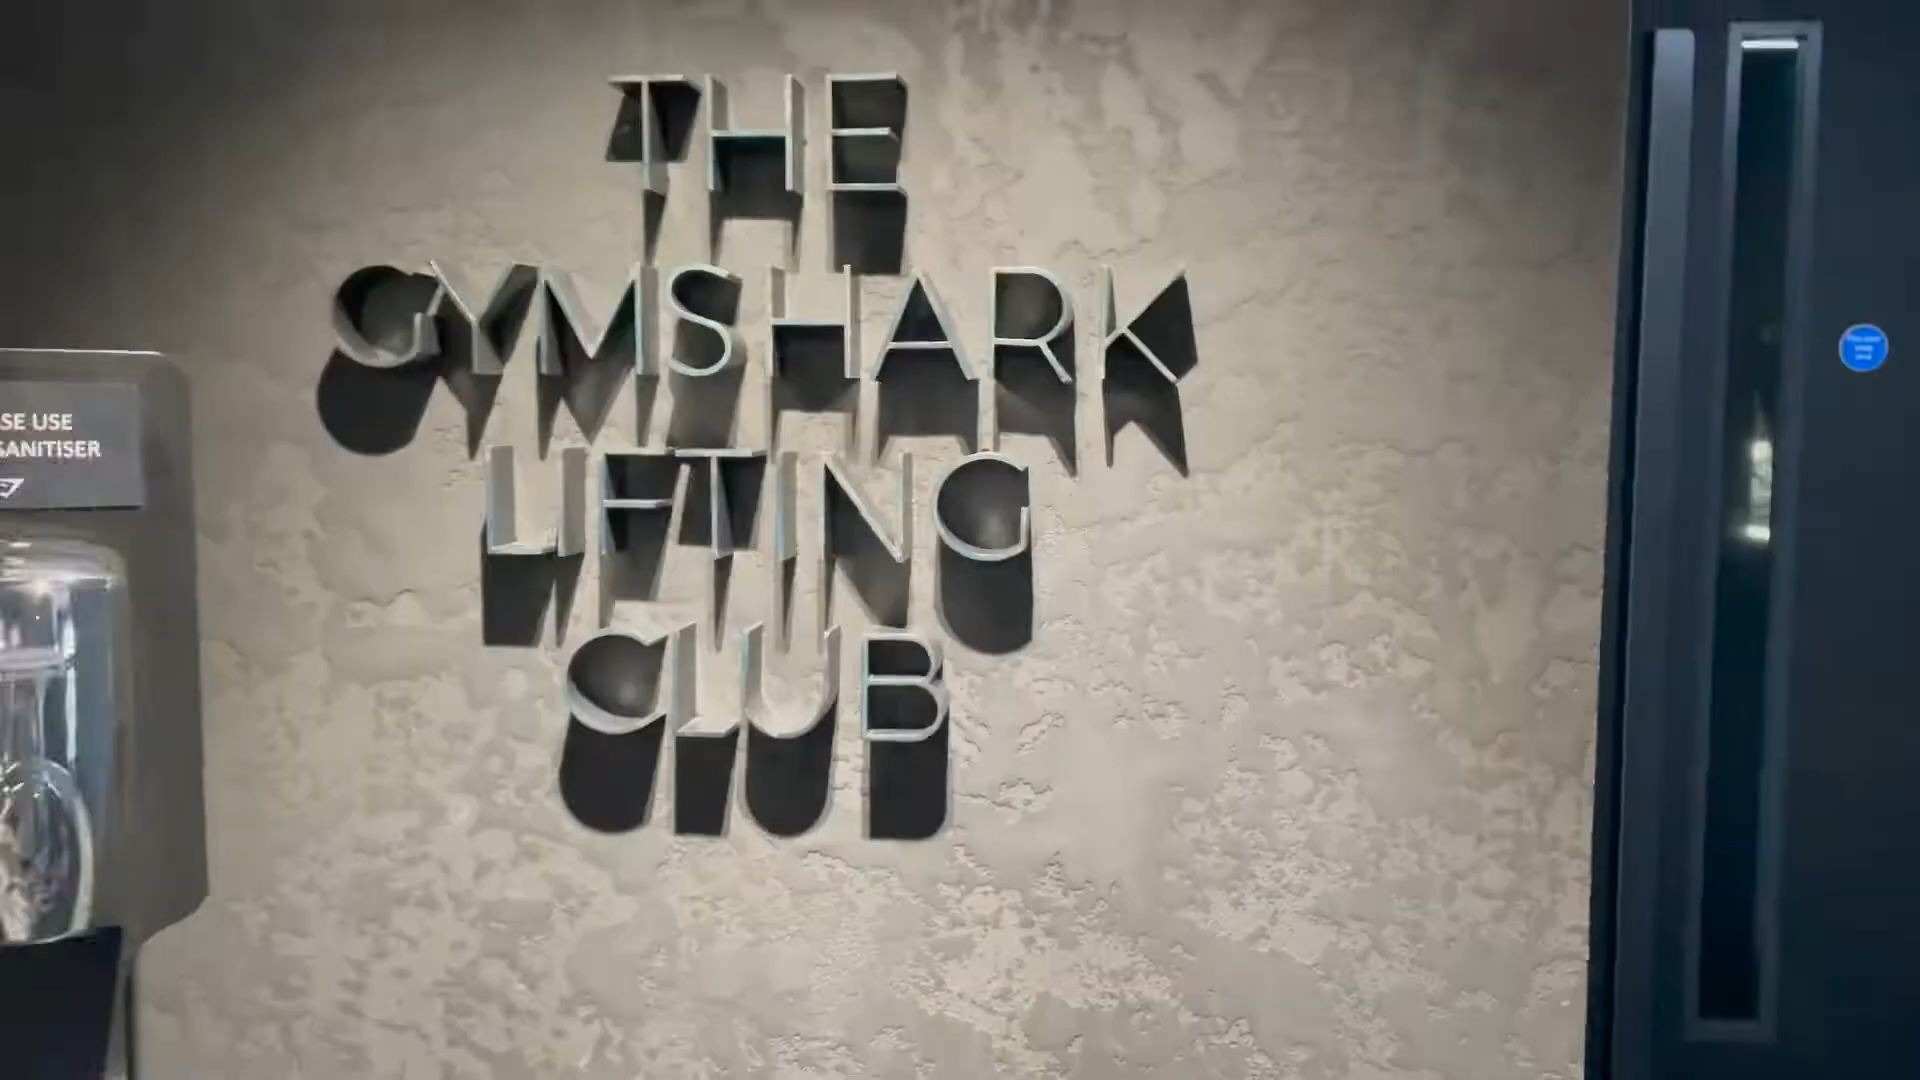 THE
GYMSHARK
LIFTING
CLUB
SE USE
SANITISER